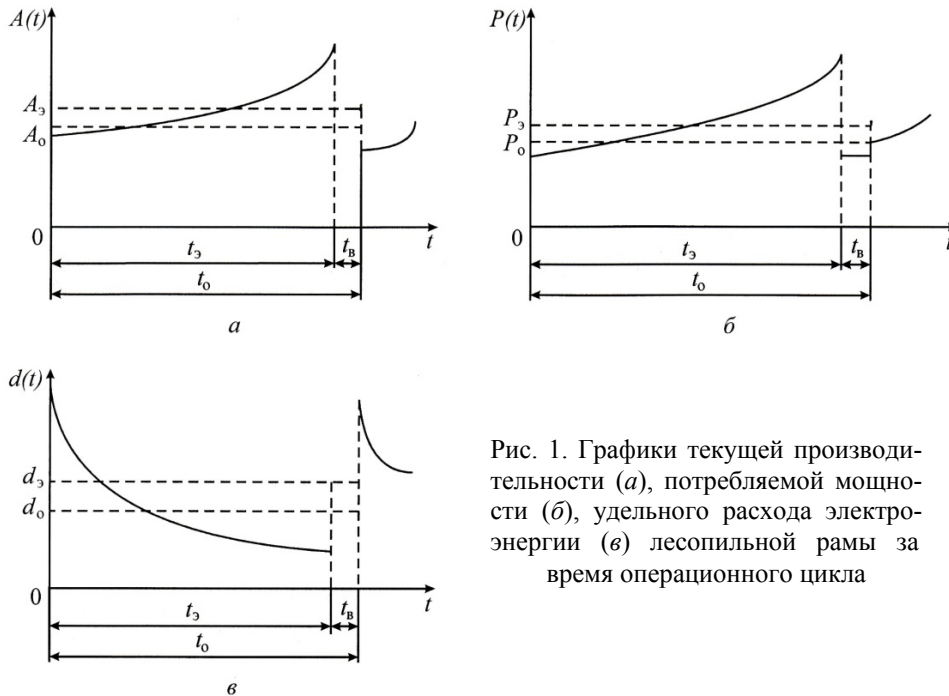 A(t)
Aэ
Aо
0
tэ
tв
t
tо
а
P(t)
Pэ
Pо
0
tэ
tв
t
tо
б
d(t)
dэ
dо
0
tэ
tв
t
tо
в
Рис. 1. Графики текущей производи-
тельности (а), потребляемой мощно-
сти (б), удельного расхода электро-
энергии (в) лесопильной рамы за
время операционного цикла